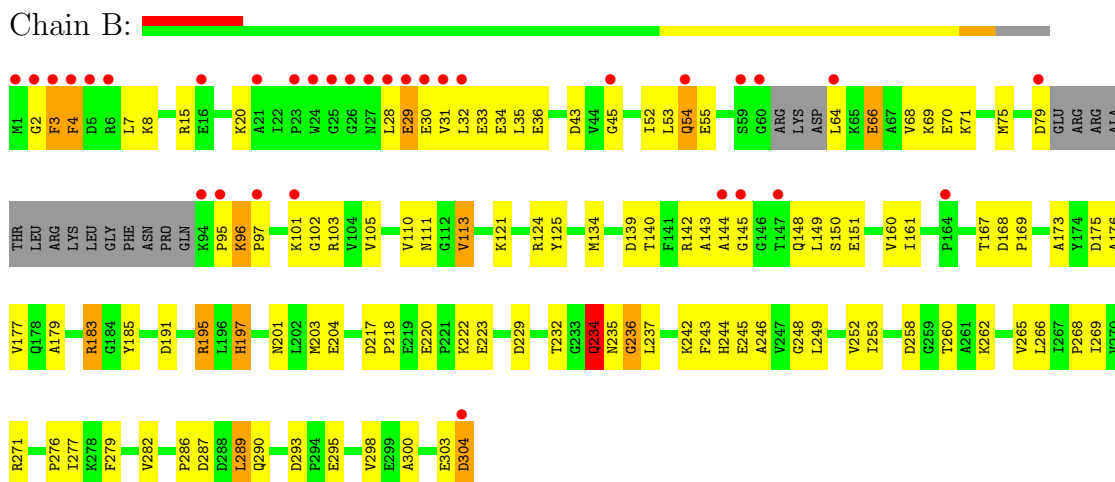 Chain B:
M1 G2 F3 F4 D5 R6 L7 K8 R15 E16 K20 A21 I22 P23 W24 G25 G26 N27 L28 E29 E30 V31 L32 E33 E34 L35 E36 D43 V44 G45 I52 L53 Q54 E55 S59 G60 ARG LYS ASP L64 K65 E66 A67 V68 K69 E70 K71 M75 D79 GLU ARG ARG ALA
THR LEU ARG LYS LEU GLY PHE ASN PRO GLN K94 P95 K96 P97 K101 G102 R103 V104 V105 V110 N111 G112 V113 K121 R124 Y125 M134 D139 T140 F141 R142 A143 A144 G145 G146 T147 Q148 L149 S150 E151 V160 I161 P164 T167 D168 P169 A173 Y174 D175 A176
V177 Q178 A179 R183 G184 Y185 D191 R195 L196 H197 N201 L202 M203 E204 D217 P218 E219 E220 P221 K222 E223 D229 T232 G233 Q234 N235 G236 L237 K242 F243 H244 E245 A246 V247 G248 L249 V252 I253 D258 G259 T260 A261 K262 V265 L266 I267 P268 I269 V270
R271 P276 I277 K278 F279 V282 P286 D287 D288 L289 Q290 D293 P294 E295 V298 E299 A300 E303 D304